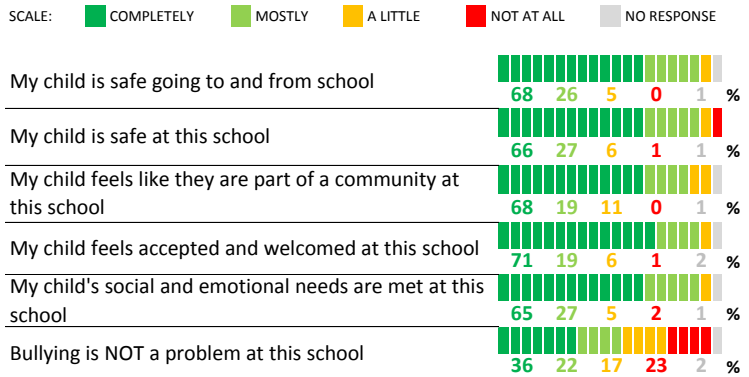 SCALE: COMPLETELY MOSTLY A LITTLE NOT AT ALL NO RESPONSE
My child is safe going to and from school
68 26 5 0 1 %
My child is safe at this school
66 27 6 1 1 %
My child feels like they are part of a community at
this school
68 19 11 0 1 %
My child feels accepted and welcomed at this school
71 19 6 1 2 %
My child's social and emotional needs are met at this
school
65 27 5 2 1 %
Bullying is NOT a problem at this school
36 22 17 23 2 %